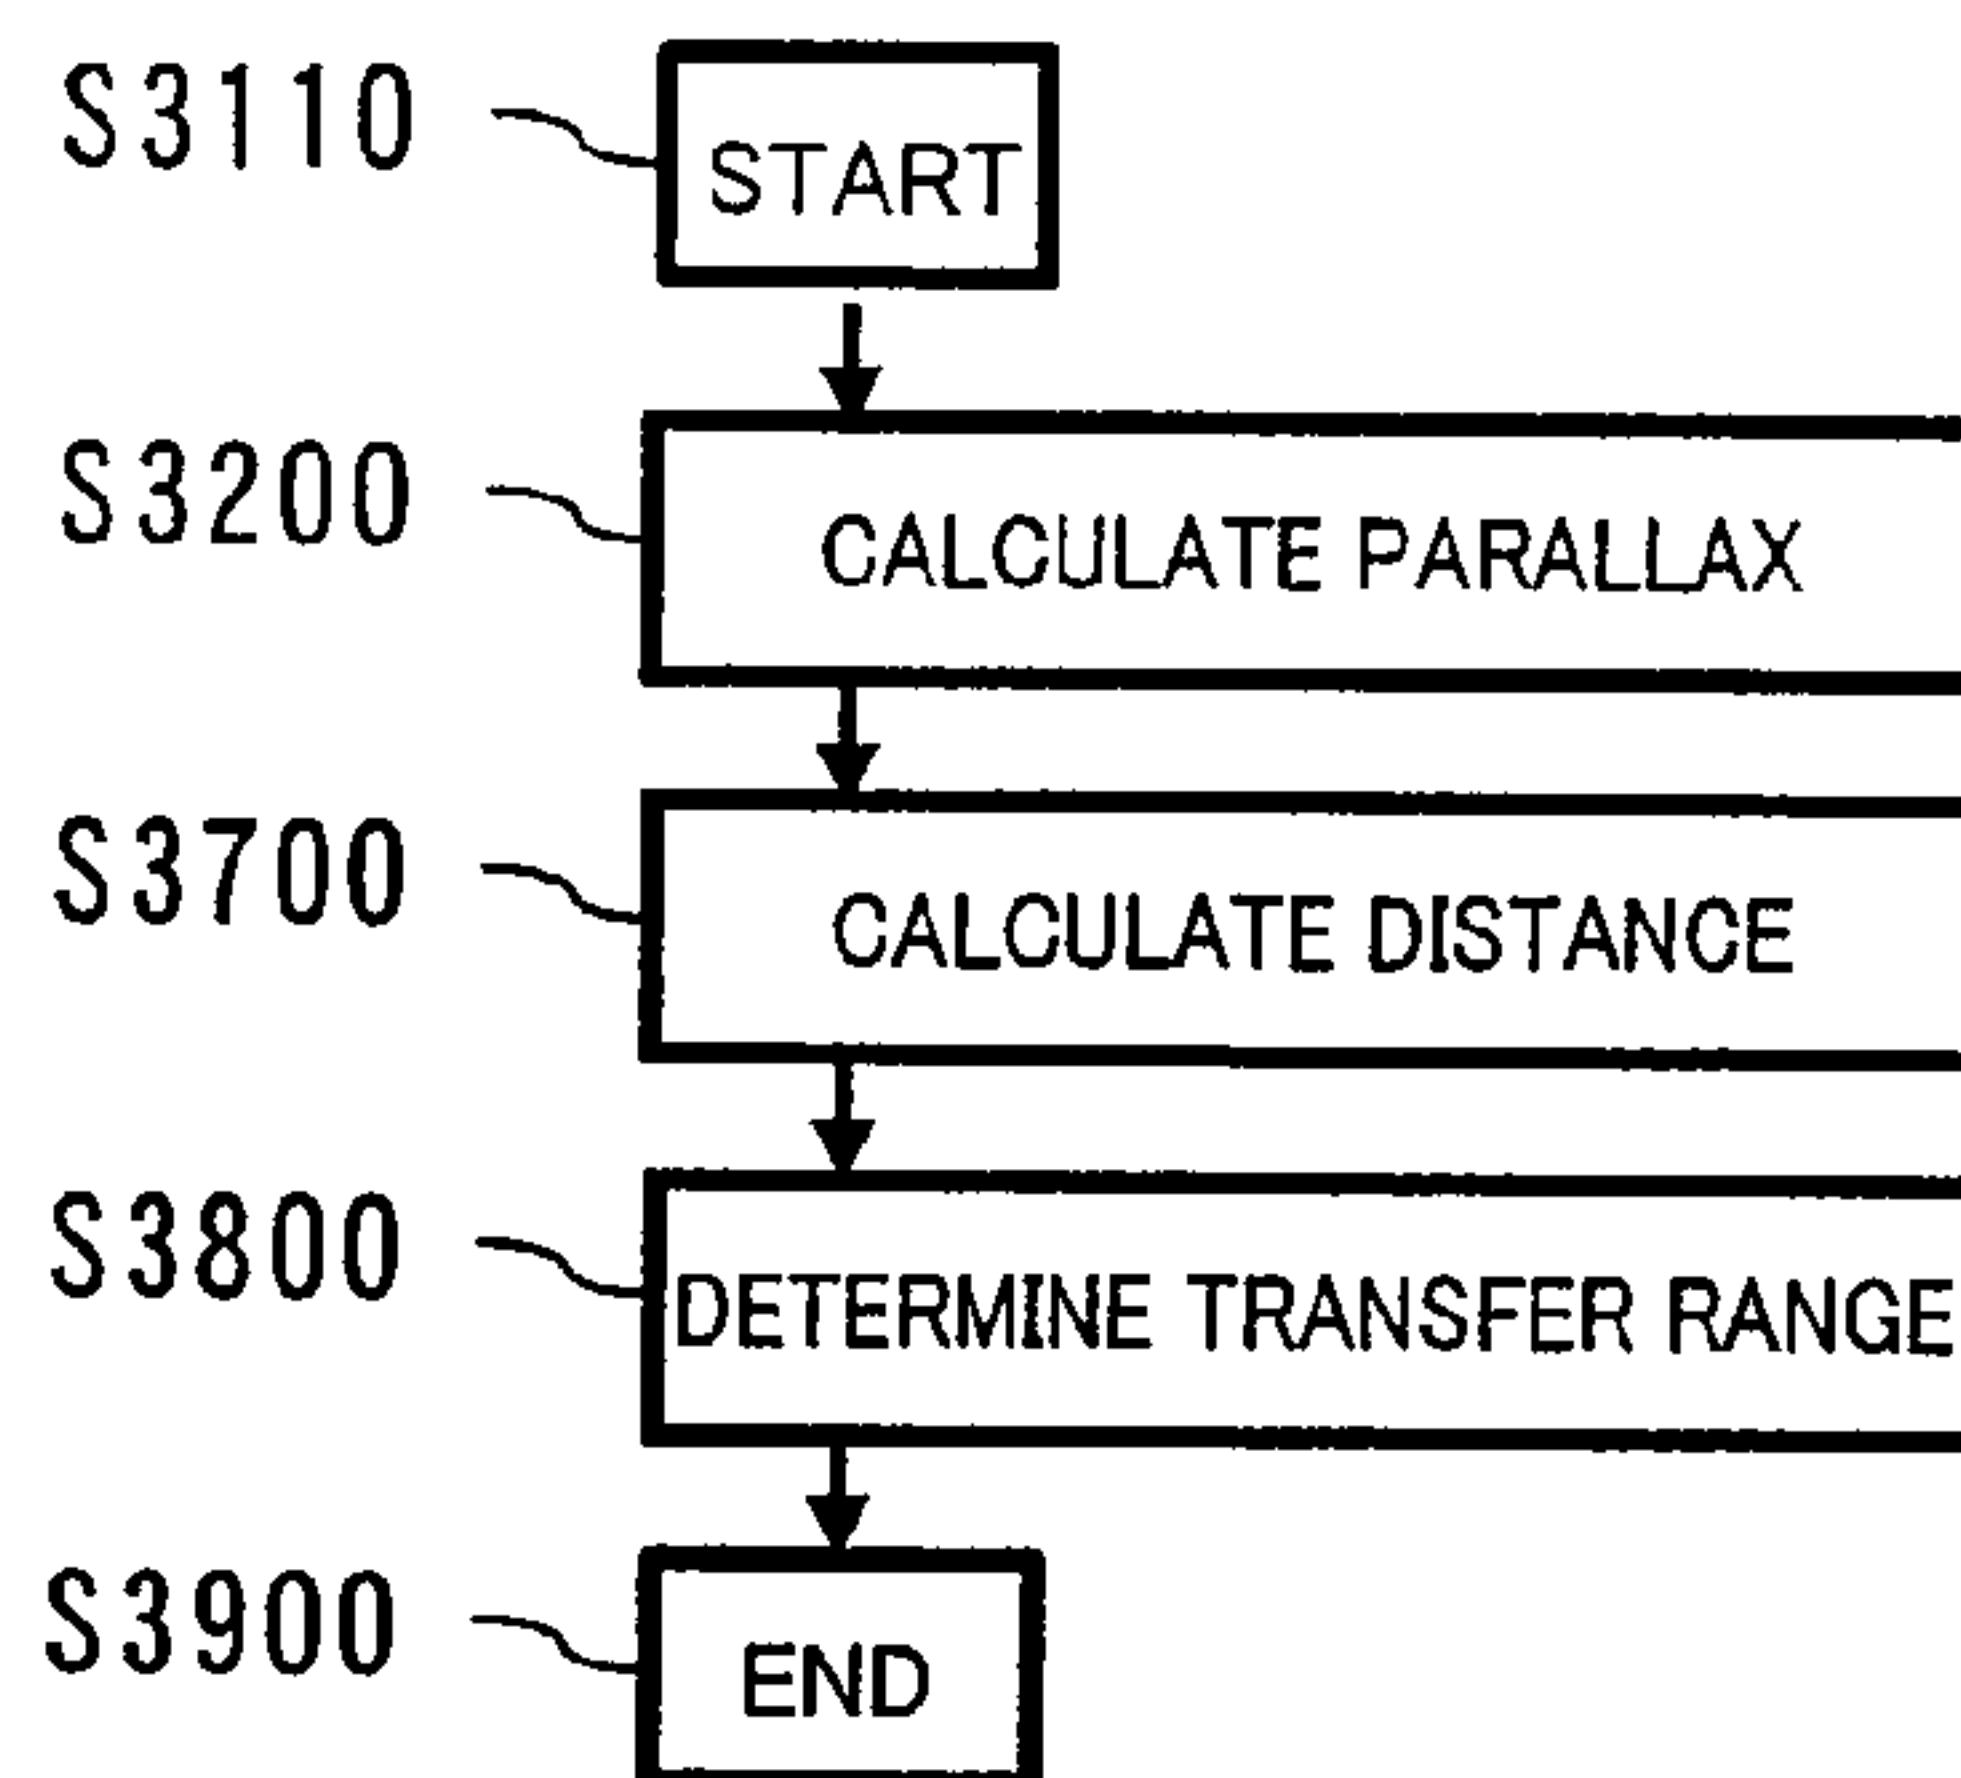 S3110
START
S3200
CALCULATE PARALLAX
S3700
CALCULATE DISTANCE
S3800
DETERMINE TRANSFER RANGE
S3900
END